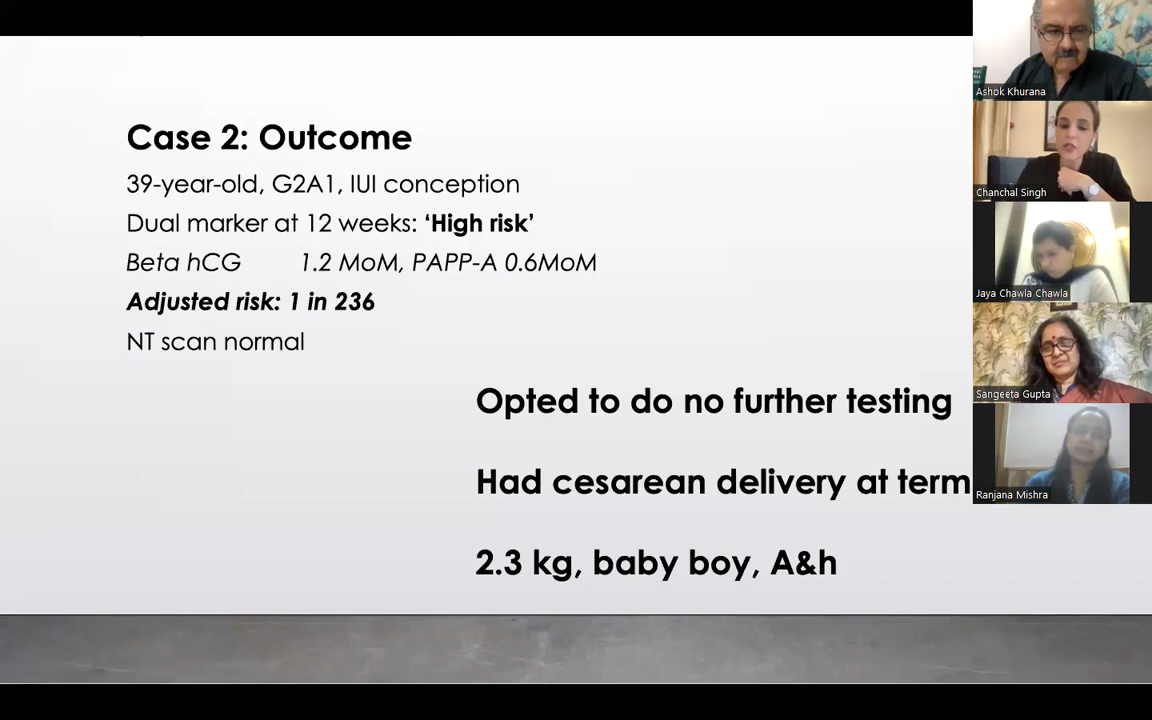 Case 2: Outcome
39-year-old, G2A1, IUI conception
Dual marker at 12 weeks: ‘High risk’
Beta hCG 1.2 MoM, PAPP-A 0.6MoM
Adjusted risk: 1 in 236
NT scan normal
Opted to do no further testing
Had cesarean delivery at term
2.3 kg, baby boy, A&h
Ashok Khurana
Chanchal Singh
Jaya Chawla Chawla
Sangeeta Gupta
Ranjana Mishra